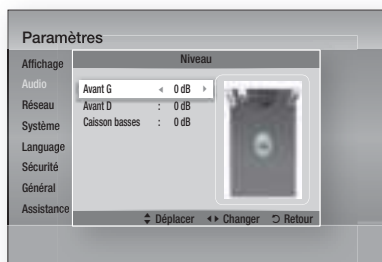 Paramètres
Affichage
Audio
Réseau
Système
Language
Sécurité
Général
Assistance
Niveau
Avant G ◀ 0 dB ▶
Avant D : 0 dB
Caisson basses : 0 dB
Déplacer Changer Retour